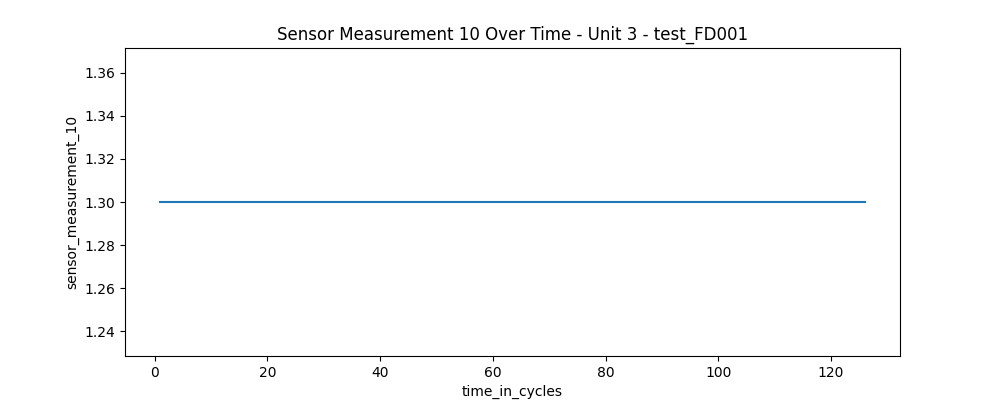 Sensor Measurement 10 Over Time - Unit 3 - test_FD001
1.36
1.34
1.32
1.30
1.28
1.26
1.24
sensor_measurement_10
0 20 40 60 80 100 120
time_in_cycles